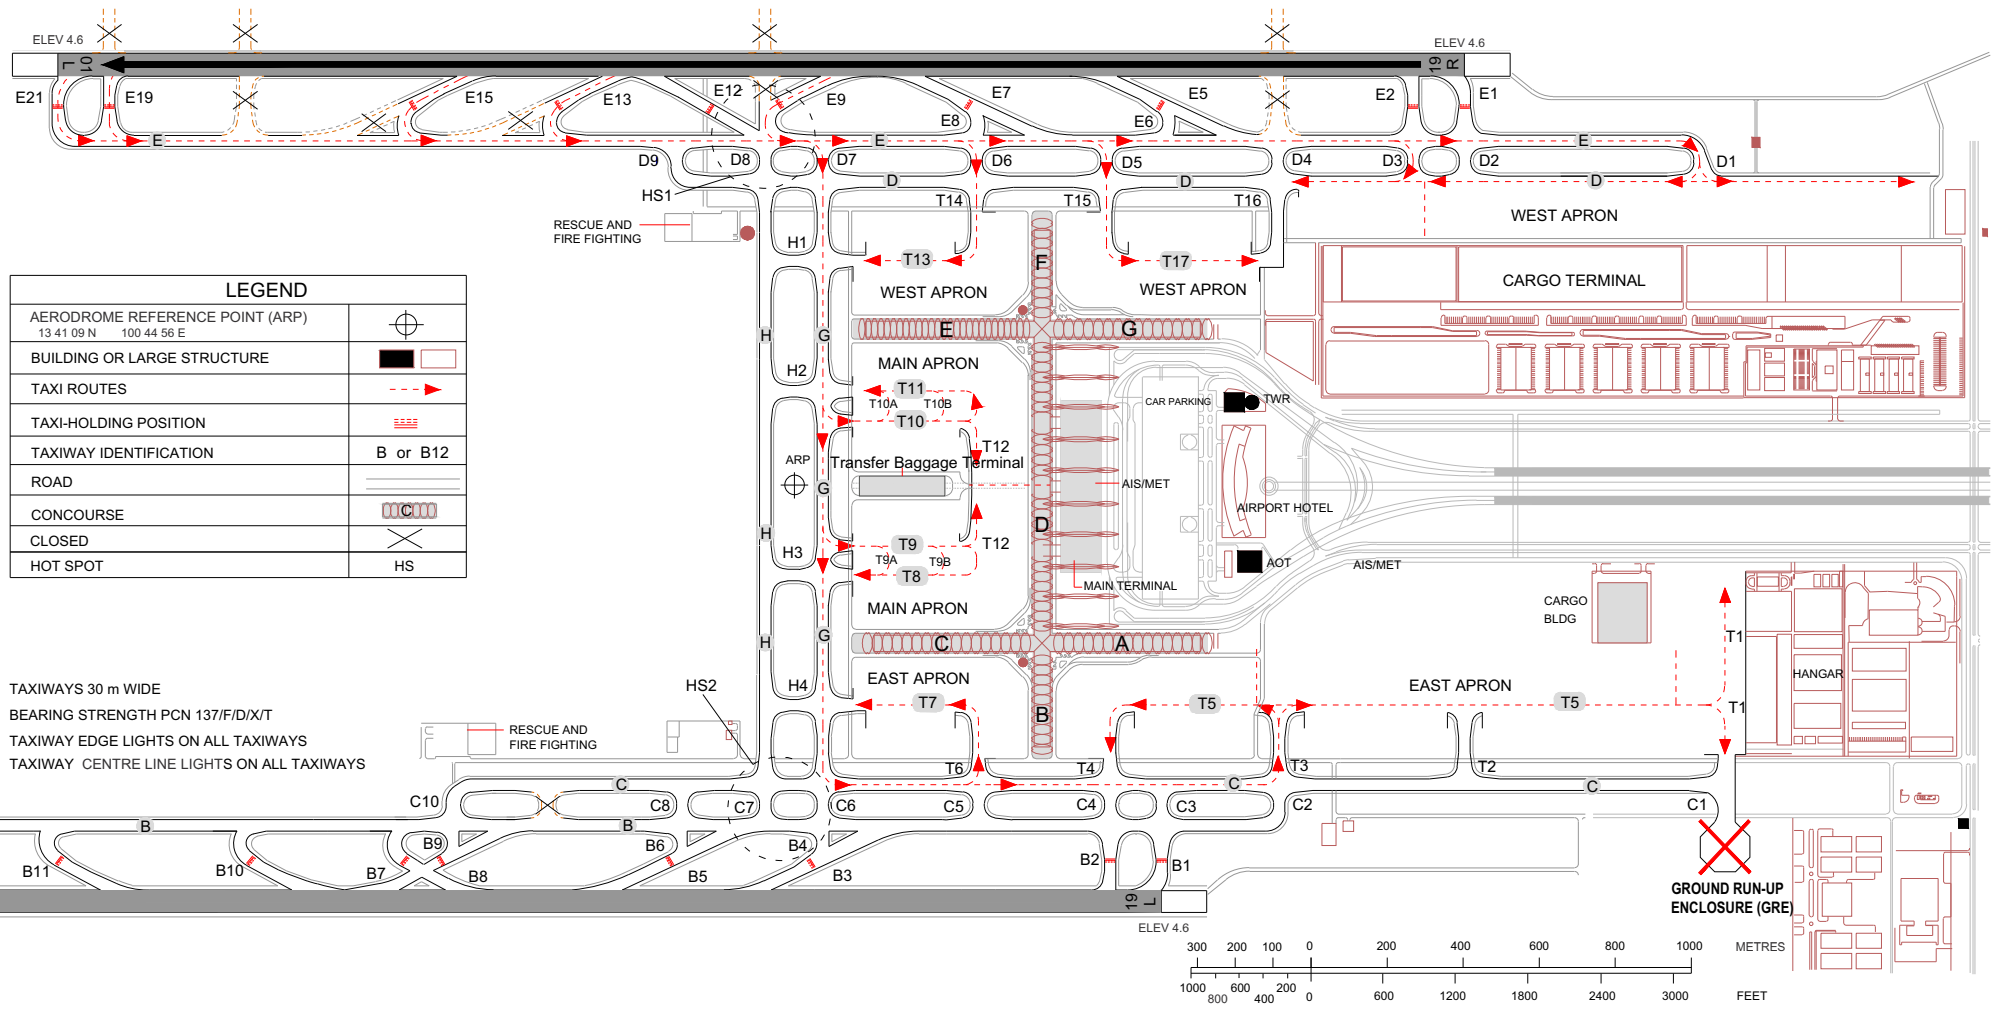 ELEV 4.6
ELEV 4.6
01
L
19
R
E21
E19
E15
E13
E12
E9
E7
E5
E2
E1
E8
E6
E
E
E
D9
D8
D7
D6
D5
D4
D3
D2
D1
D
D
D
HS1
T14
T15
T16
WEST APRON
RESCUE AND
FIRE FIGHTING
H1
T13
F
T17
WEST APRON
WEST APRON
CARGO TERMINAL
LEGEND
AERODROME REFERENCE POINT (ARP)
13 41 09 N 100 44 56 E
BUILDING OR LARGE STRUCTURE
TAXI ROUTES
TAXI-HOLDING POSITION
TAXIWAY IDENTIFICATION
B or B12
ROAD
CONCOURSE
C
CLOSED
HOT SPOT
HS
H
G
E
G
H2
MAIN APRON
T11
T10A
T10B
T10
CAR PARKING
TWR
T12
ARP
Transfer Baggage Terminal
G
AIS/MET
AIRPORT HOTEL
H
D
H3
T9
T12
T9A
T9B
T8
AOT
AIS/MET
MAIN TERMINAL
MAIN APRON
CARGO
BLDG
H
G
C
A
T1
HANGAR
HS2
H4
EAST APRON
EAST APRON
T7
B
T5
T5
T1
TAXIWAYS 30 m WIDE
BEARING STRENGTH PCN 137/F/D/X/T
TAXIWAY EDGE LIGHTS ON ALL TAXIWAYS
TAXIWAY CENTRE LINE LIGHTS ON ALL TAXIWAYS
RESCUE AND
FIRE FIGHTING
T6
T4
T3
T2
C
C
C
C10
C8
C7
C6
C5
C4
C3
C2
C1
B
B
B11
B10
B9
B7
B8
B6
B5
B4
B3
B2
B1
19
L
ELEV 4.6
GROUND RUN-UP
ENCLOSURE (GRE)
300 200 100 0 200 400 600 800 1000 METRES
1000 800 600 400 200 0 600 1200 1800 2400 3000 FEET